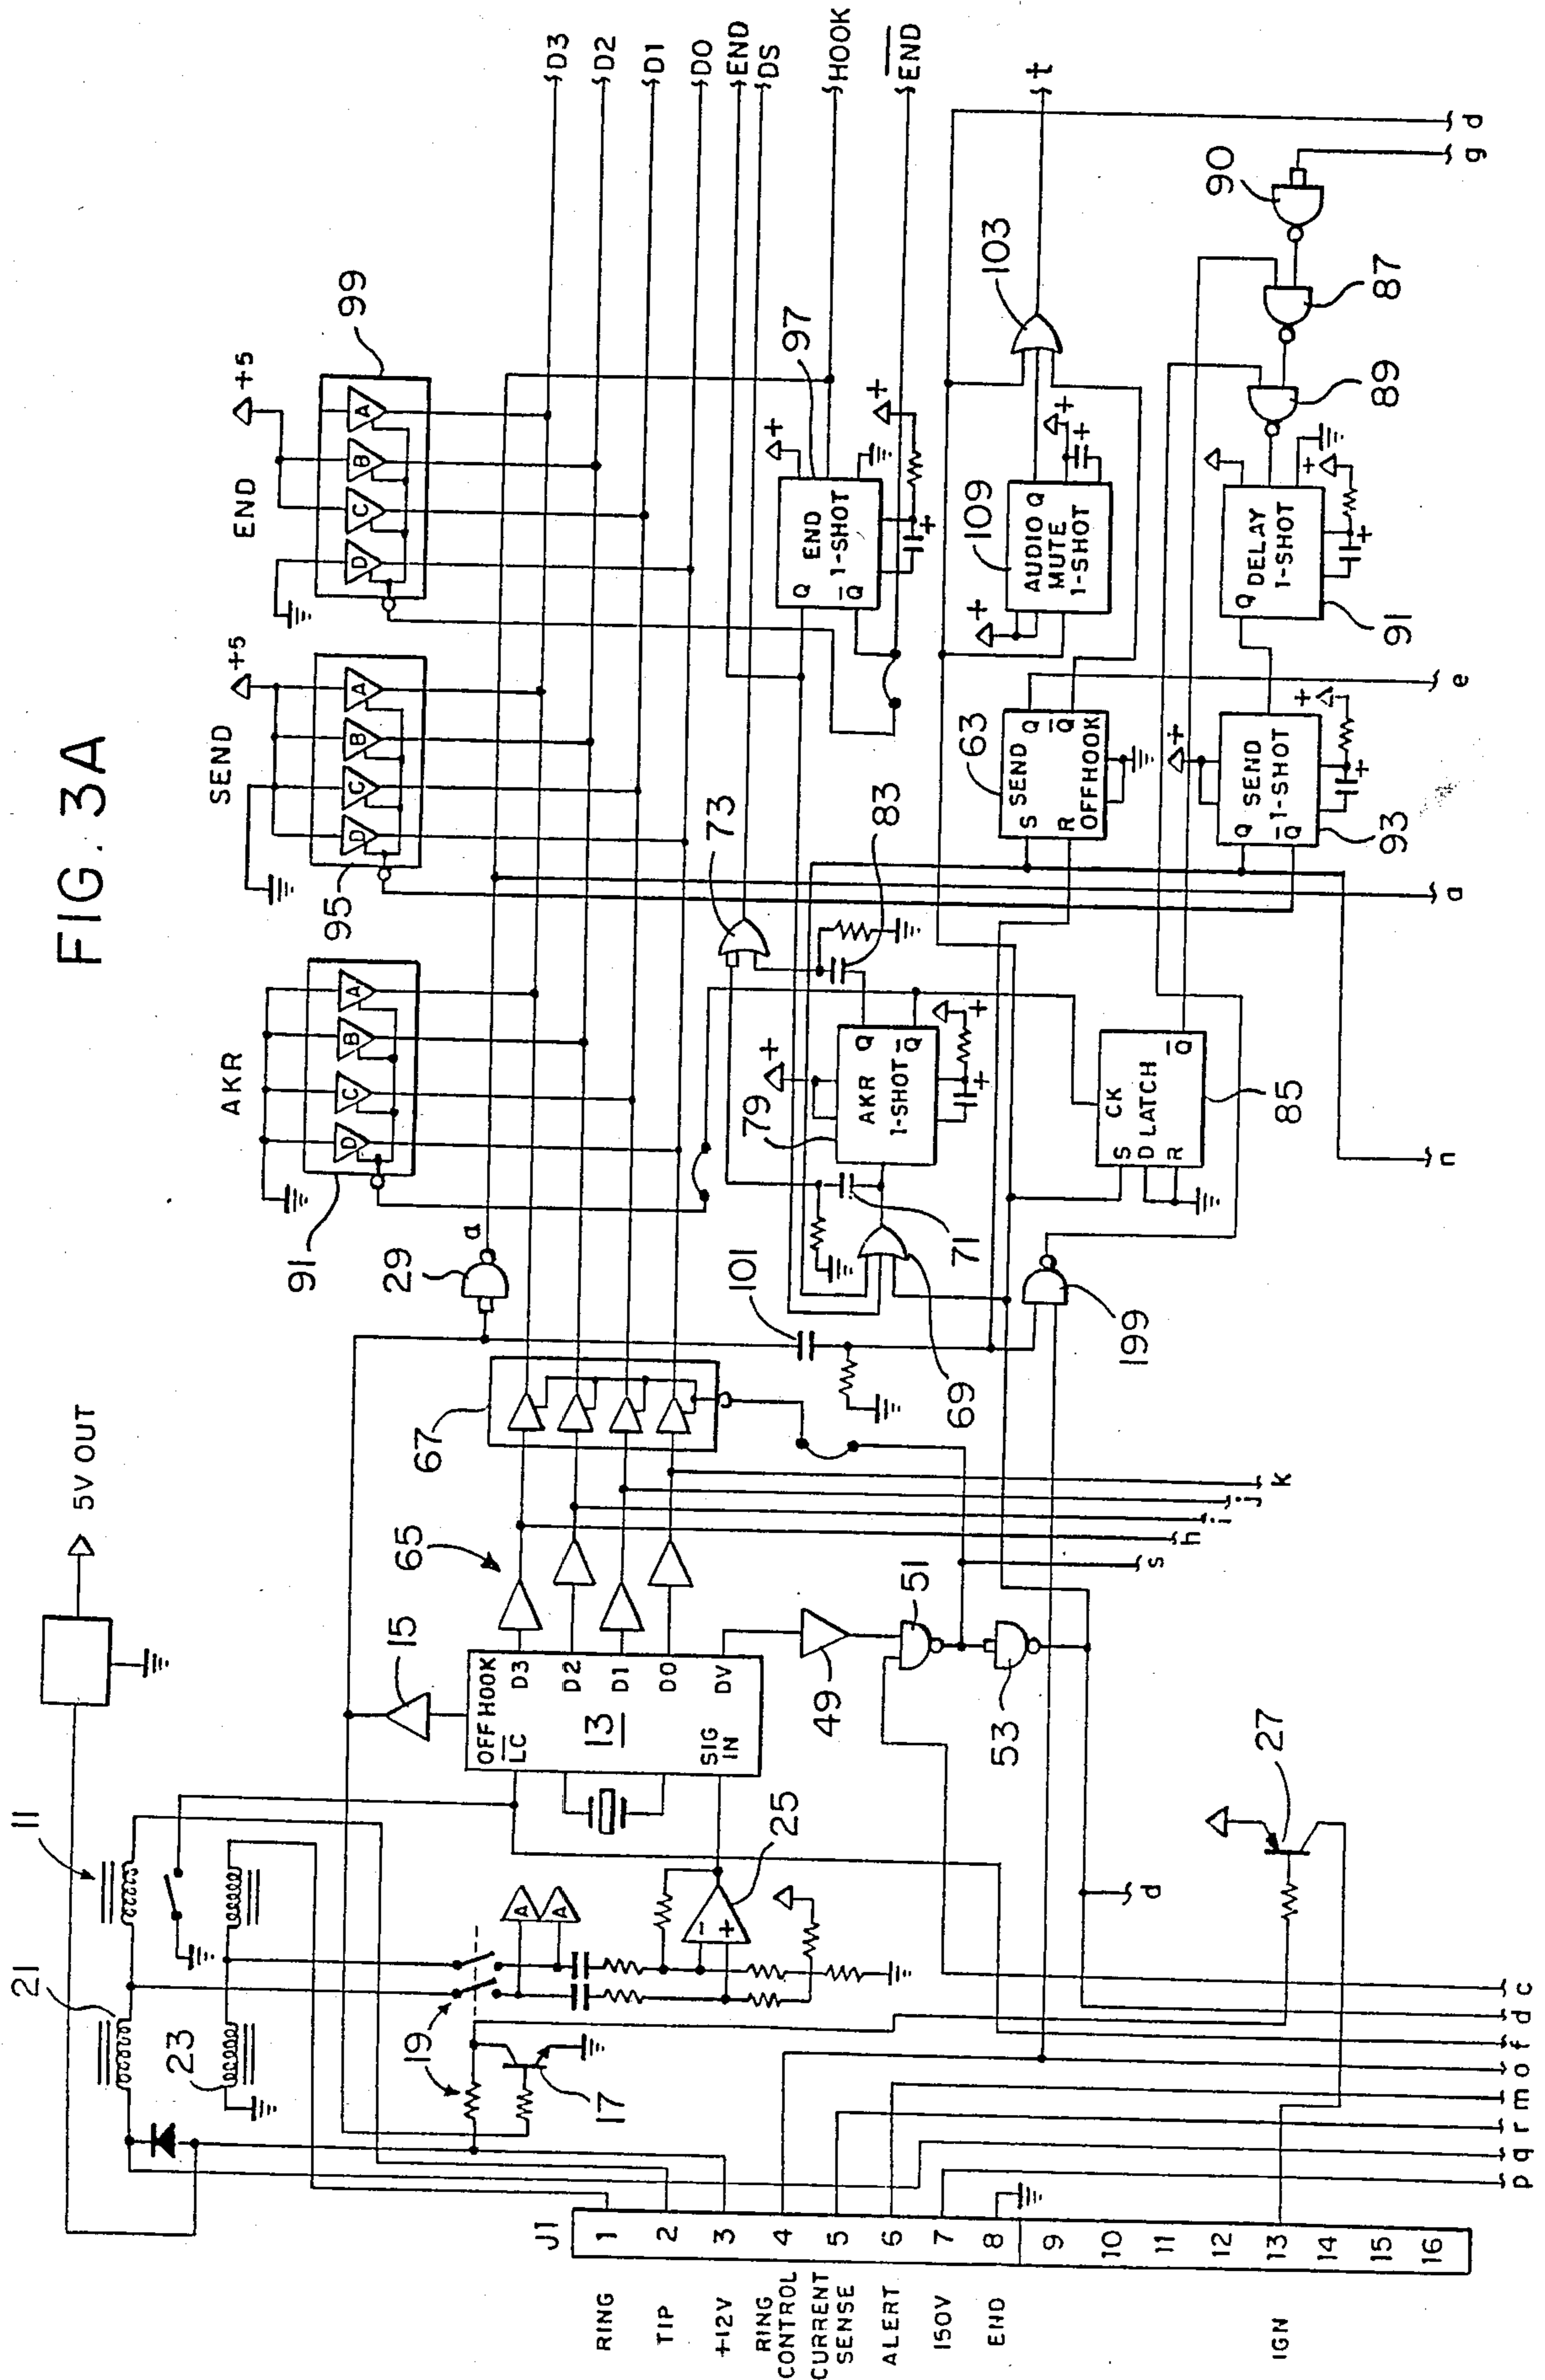 FIG. 3A
11
5V OUT
21
23
19
17
A
A
25
15
OFF HOOK
LC
13
SIG IN
D3
D2
D1
D0
DV
65
67
49
51
53
27
29
a
101
69
71
199
h
i
j
k
s
d
AKR
91
D
C
B
A
SEND
+5
95
D
C
B
A
END
+5
99
D
C
B
A
D3
D2
D1
D0
END
DS
HOOK
END
t
73
83
79
AKR
1-SHOT
Q
Q
+
+
+
CK
S
D LATCH
R
Q
85
END
1-SHOT
Q
Q
97
+
+
+
63
S SEND Q
Q
R OFFHOOK
109
AUDIO Q
MUTE
1-SHOT
+
+
+
103
Q SEND
1-SHOT
Q
93
+
+
+
Q DELAY
1-SHOT
91
+
+
89
87
90
g
d
e
a
n
J1
RING 1
TIP 2
+12V 3
RING CONTROL 4
CURRENT SENSE 5
ALERT 6
150V 7
END 8
9
10
11
12
IGN 13
14
15
16
p
q
r
m
o
f
d
c